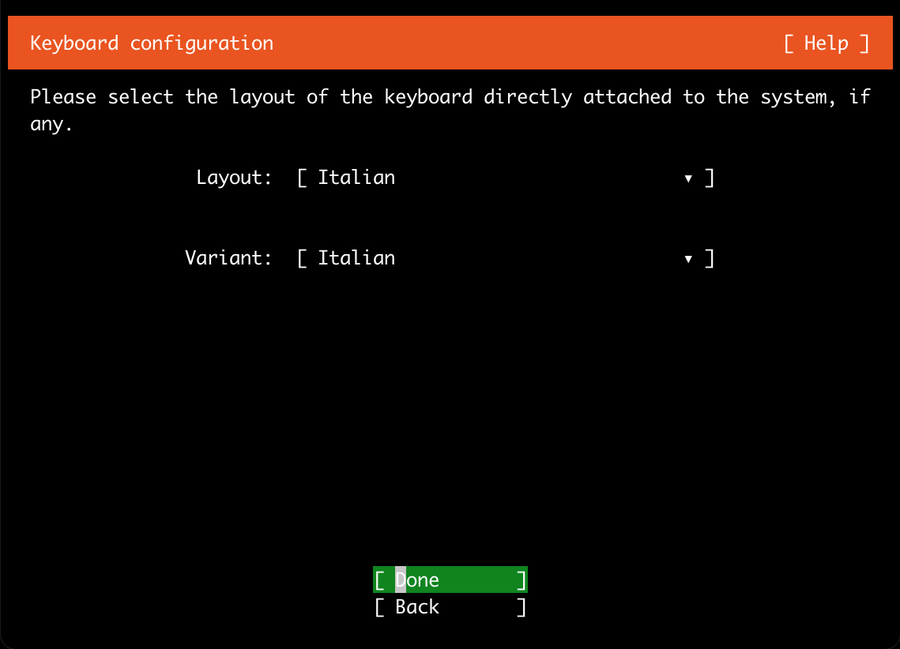 Keyboard configuration [ Help ]
Please select the layout of the keyboard directly attached to the system, if
any.
Layout: [ Italian ▾ ]
Variant: [ Italian ▾ ]
[ Done ]
[ Back ]